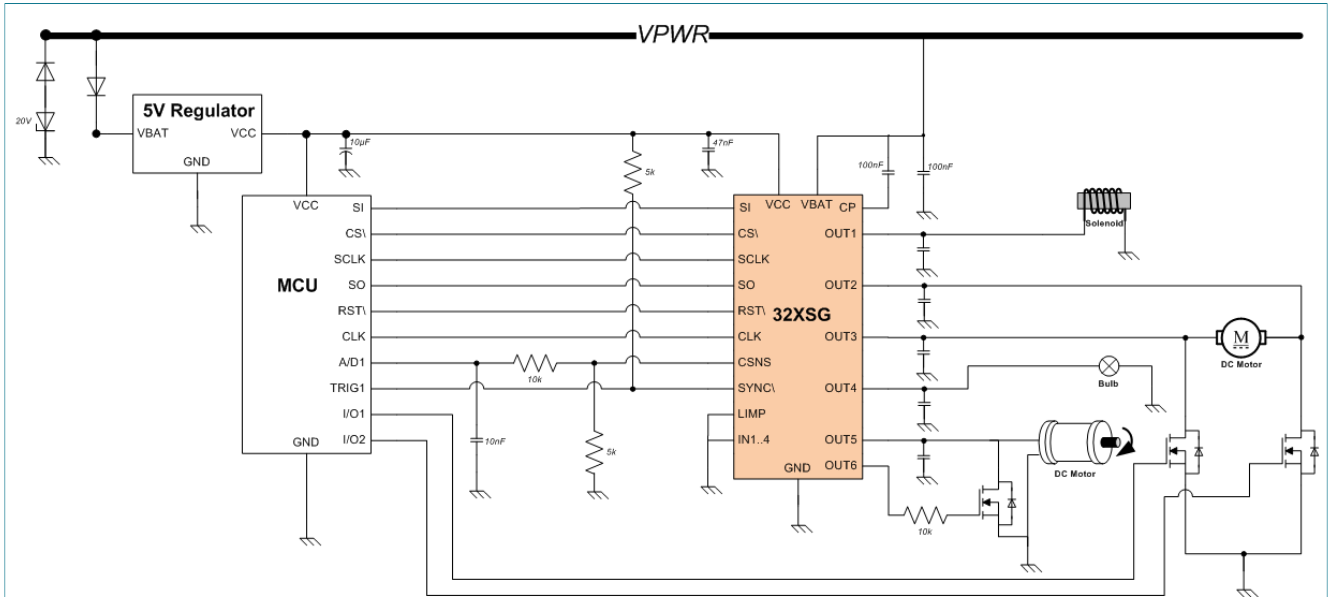 VPWR
20V
5V Regulator
VBAT
VCC
GND
10µF
5k
47nF
100nF
100nF
MCU
VCC
SI
CS\
SCLK
SO
RST\
CLK
A/D1
TRIG1
I/O1
I/O2
GND
10k
10nF
5k
32XSG
VCC
VBAT
CP
SI
CS\
SCLK
SO
RST\
CLK
CSNS
SYNC\
LIMP
IN1..4
GND
OUT1
OUT2
OUT3
OUT4
OUT5
OUT6
Solenoid
M
DC Motor
Bulb
DC Motor
10k